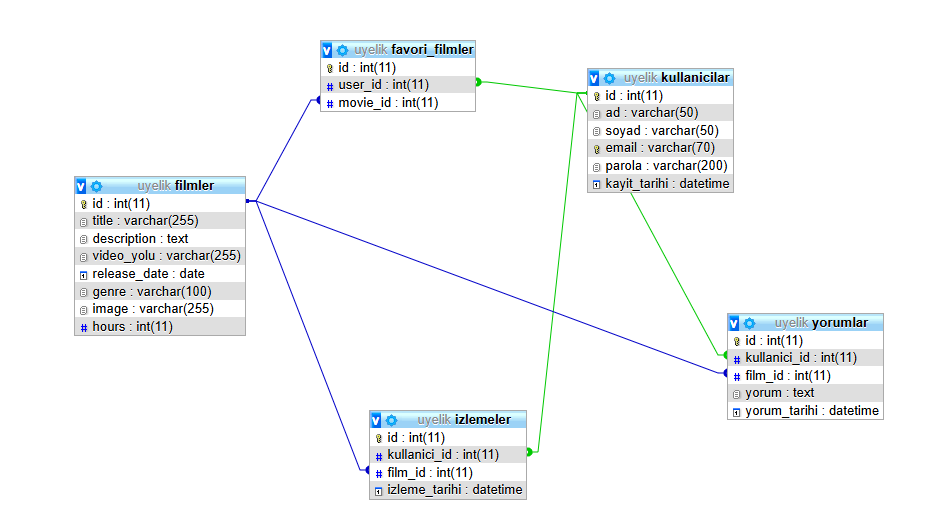 uyelik favori_filmler
id : int(11)
user_id : int(11)
movie_id : int(11)
uyelik kullanicilar
id : int(11)
ad : varchar(50)
soyad : varchar(50)
email : varchar(70)
parola : varchar(200)
kayit_tarihi : datetime
uyelik filmler
id : int(11)
title : varchar(255)
description : text
video_yolu : varchar(255)
release_date : date
genre : varchar(100)
image : varchar(255)
hours : int(11)
uyelik yorumlar
id : int(11)
kullanici_id : int(11)
film_id : int(11)
yorum : text
yorum_tarihi : datetime
uyelik izlemeler
id : int(11)
kullanici_id : int(11)
film_id : int(11)
izleme_tarihi : datetime